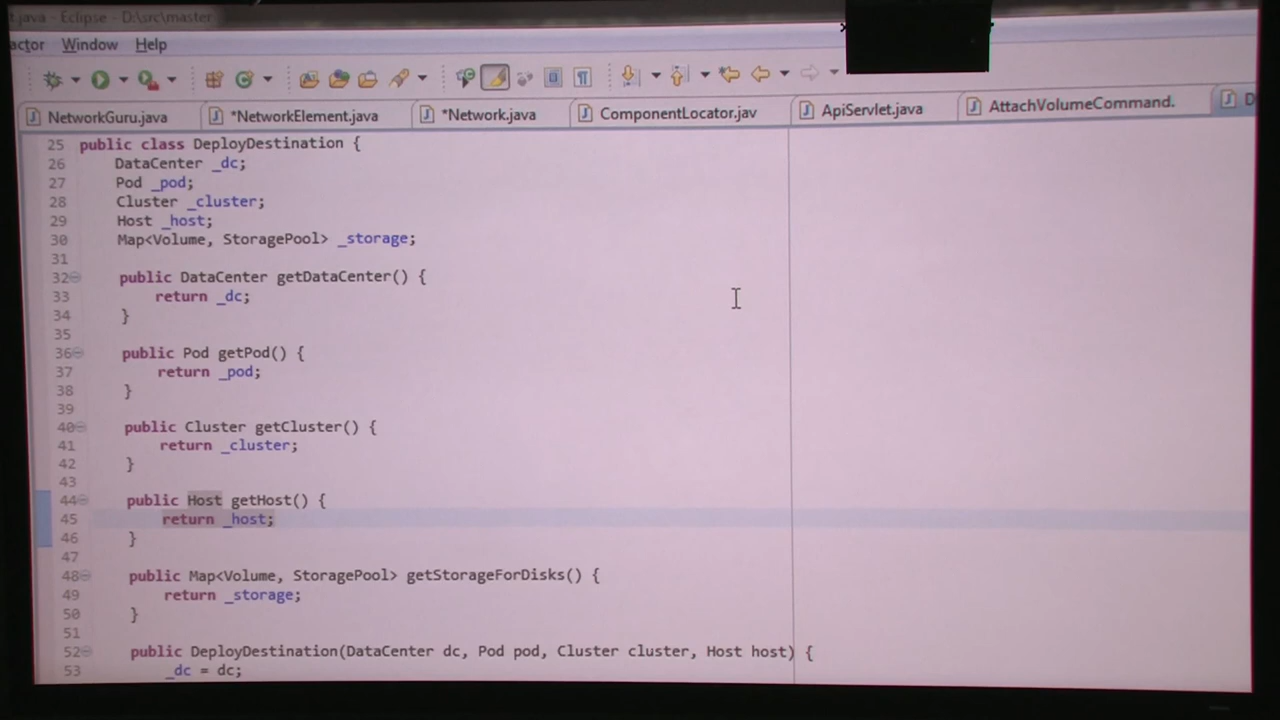 t.java - Eclipse - D:\src\master
actor Window Help
NetworkGuru.java *NetworkElement.java *Network.java ComponentLocator.jav ApiServlet.java AttachVolumeCommand. D
25 public class DeployDestination {
26 DataCenter _dc;
27 Pod _pod;
28 Cluster _cluster;
29 Host _host;
30 Map<Volume, StoragePool> _storage;
31
32 public DataCenter getDataCenter() {
33 return _dc;
34 }
35
36 public Pod getPod() {
37 return _pod;
38 }
39
40 public Cluster getCluster() {
41 return _cluster;
42 }
43
44 public Host getHost() {
45 return _host;
46 }
47
48 public Map<Volume, StoragePool> getStorageForDisks() {
49 return _storage;
50 }
51
52 public DeployDestination(DataCenter dc, Pod pod, Cluster cluster, Host host) {
53 _dc = dc;